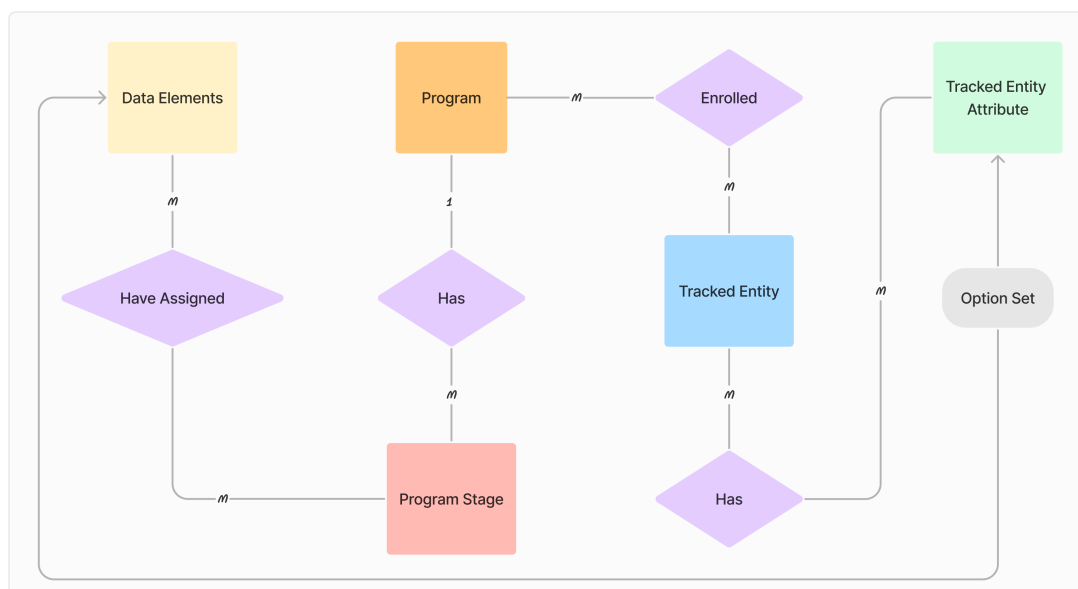 Data Elements
Program
M
Enrolled
Tracked Entity
Attribute
M
1
M
Have Assigned
Has
Tracked Entity
M
Option Set
M
M
M
Program Stage
Has